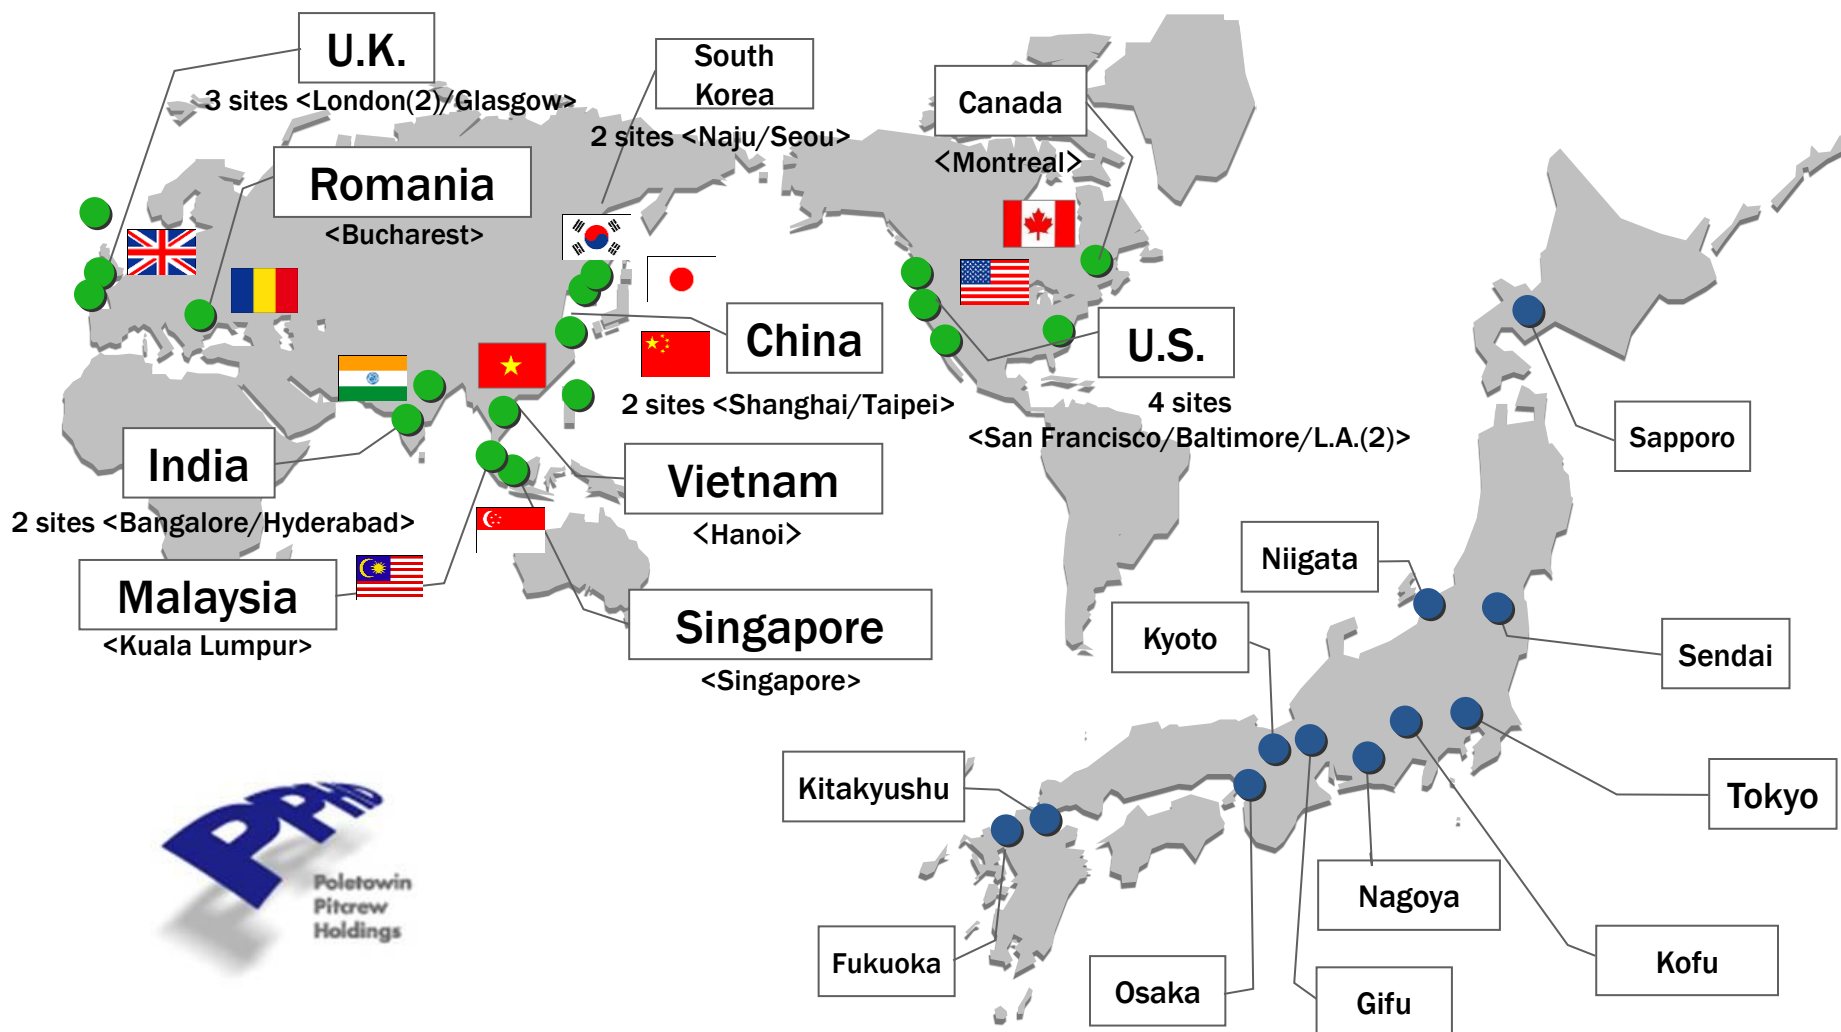 U.K.
3 sites <London(2)/Glasgow>
South
Korea
2 sites <Naju/Seou>
Canada
<Montreal>
Romania
<Bucharest>
China
2 sites <Shanghai/Taipei>
U.S.
4 sites
<San Francisco/Baltimore/L.A.(2)>
India
2 sites <Bangalore/Hyderabad>
Vietnam
<Hanoi>
Malaysia
<Kuala Lumpur>
Singapore
<Singapore>
Sapporo
Niigata
Kyoto
Sendai
Kitakyushu
Tokyo
Nagoya
Fukuoka
Osaka
Gifu
Kofu
PPHD
Poletowin
Pitcrew
Holdings